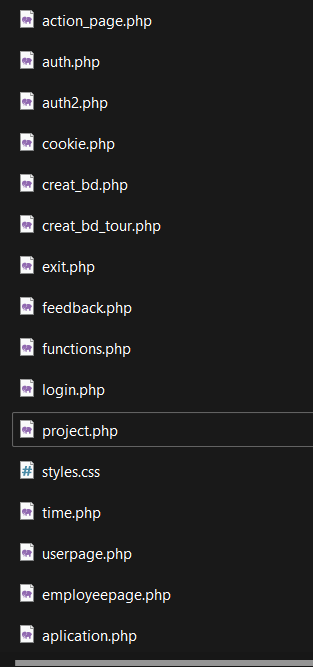 action_page.php
auth.php
auth2.php
cookie.php
creat_bd.php
creat_bd_tour.php
exit.php
feedback.php
functions.php
login.php
project.php
# styles.css
time.php
userpage.php
employeepage.php
aplication.php